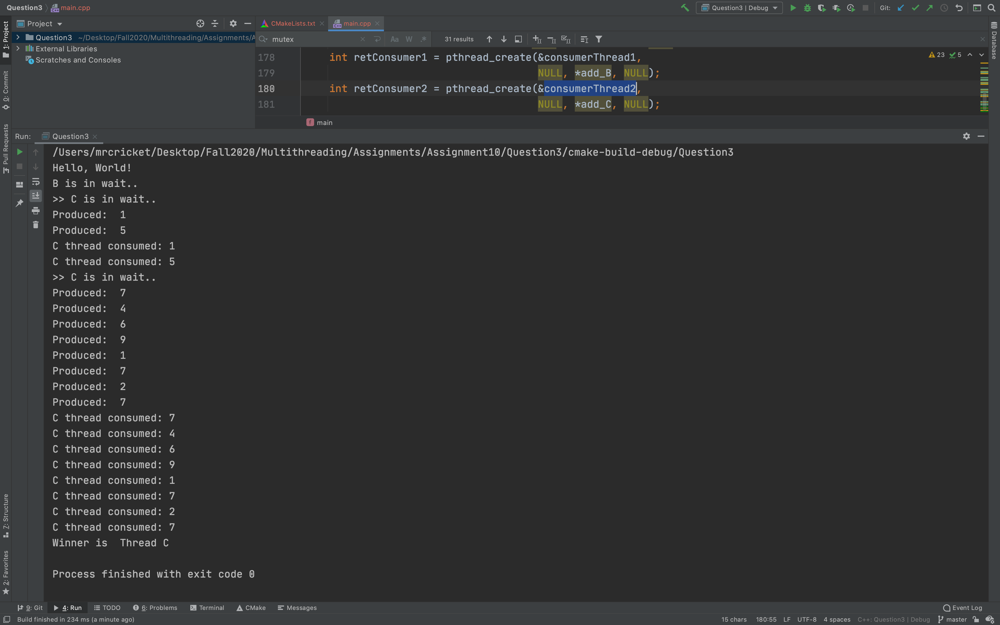 Question3 main.cpp
Question3 | Debug
Git:
Project
CMakeLists.txt
main.cpp
Question3 ~/Desktop/Fall2020/Multithreading/Assignments/A
External Libraries
Scratches and Consoles
mutex
Aa W .*
31 results
178 int retConsumer1 = pthread_create(&consumerThread1,
179 NULL, *add_B, NULL);
180 int retConsumer2 = pthread_create(&consumerThread2,
181 NULL, *add_C, NULL);
23 5
f main
1: Project
0: Commit
Pull Requests
7: Structure
2: Favorites
Database
Run: Question3
/Users/mrcricket/Desktop/Fall2020/Multithreading/Assignments/Assignment10/Question3/cmake-build-debug/Question3
Hello, World!
B is in wait..
>> C is in wait..
Produced:  1
Produced:  5
C thread consumed: 1
C thread consumed: 5
>> C is in wait..
Produced:  7
Produced:  4
Produced:  6
Produced:  9
Produced:  1
Produced:  7
Produced:  2
Produced:  7
C thread consumed: 7
C thread consumed: 4
C thread consumed: 6
C thread consumed: 9
C thread consumed: 1
C thread consumed: 7
C thread consumed: 2
C thread consumed: 7
Winner is  Thread C
Process finished with exit code 0
9: Git
4: Run
TODO
6: Problems
Terminal
CMake
Messages
Event Log
Build finished in 234 ms (a minute ago)
15 chars 180:55 LF UTF-8 4 spaces C++: Question3 | Debug master